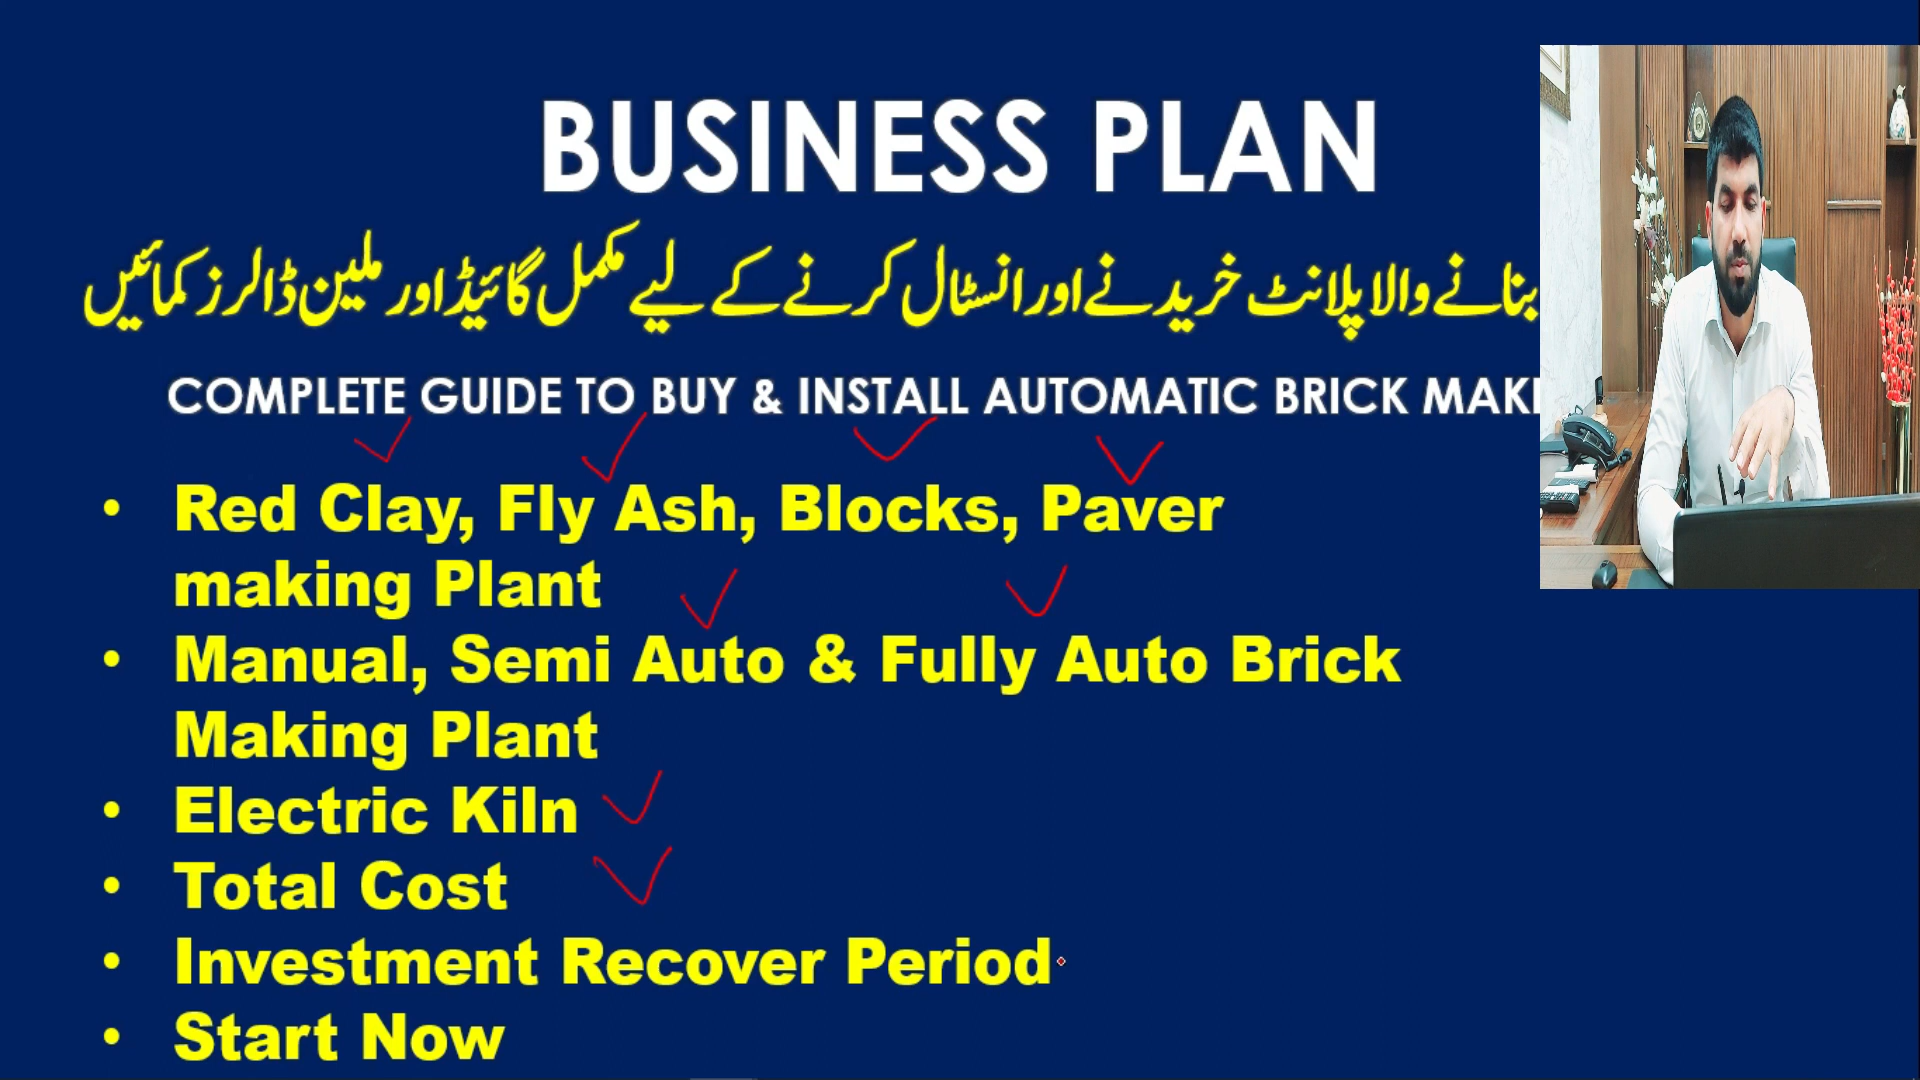 BUSINESS PLAN
بنانے والا پلانٹ خریدنے اور انسٹال کرنے کے لیے مکمل گائیڈ اور ملین ڈالرز کمائیں
COMPLETE GUIDE TO BUY & INSTALL AUTOMATIC BRICK MAKI
• Red Clay, Fly Ash, Blocks, Paver
making Plant
• Manual, Semi Auto & Fully Auto Brick
Making Plant
• Electric Kiln
• Total Cost
• Investment Recover Period
• Start Now